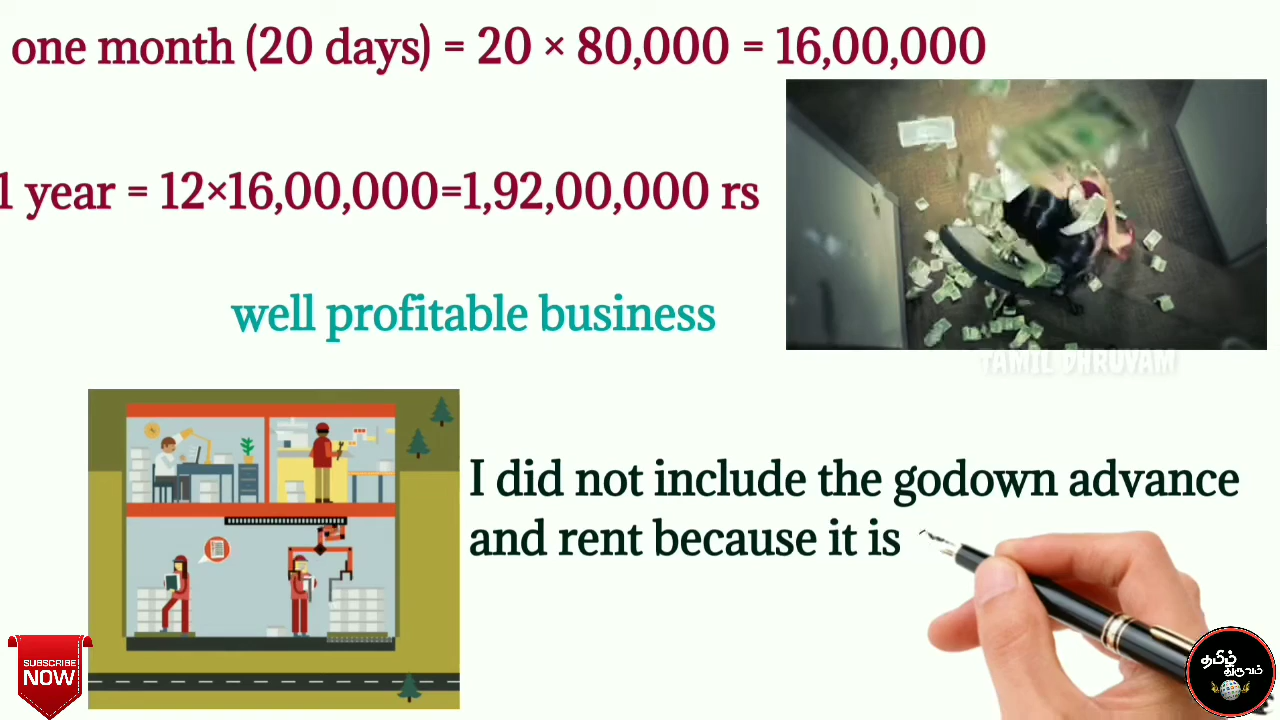 one month (20 days) = 20 × 80,000 = 16,00,000
1 year = 12×16,00,000=1,92,00,000 rs
well profitable business
TAMIL DHRUVAM
I did not include the godown advance
and rent because it is
SUBSCRIBE
NOW
தமிழ்
துருவம்